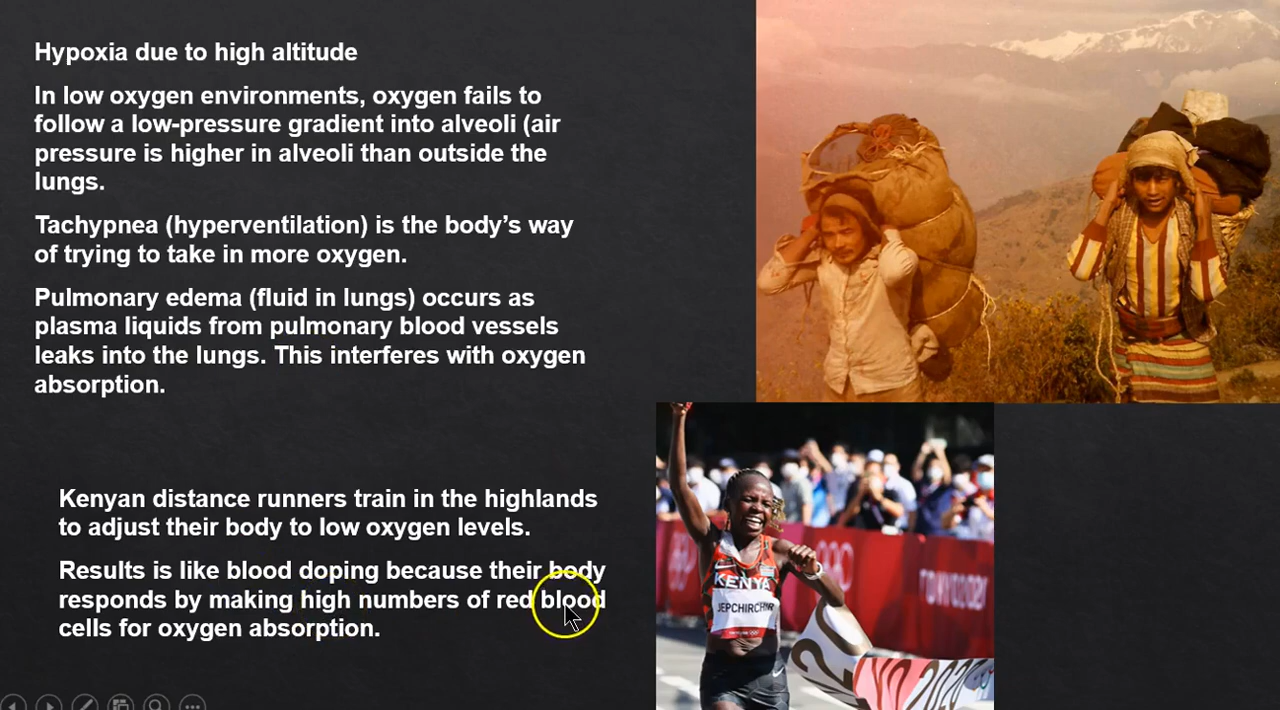 Hypoxia due to high altitude
In low oxygen environments, oxygen fails to
follow a low-pressure gradient into alveoli (air
pressure is higher in alveoli than outside the
lungs.
Tachypnea (hyperventilation) is the body’s way
of trying to take in more oxygen.
Pulmonary edema (fluid in lungs) occurs as
plasma liquids from pulmonary blood vessels
leaks into the lungs. This interferes with oxygen
absorption.
Kenyan distance runners train in the highlands
to adjust their body to low oxygen levels.
Results is like blood doping because their body
responds by making high numbers of red blood
cells for oxygen absorption.
KENYA
JEPCHIRCHIR